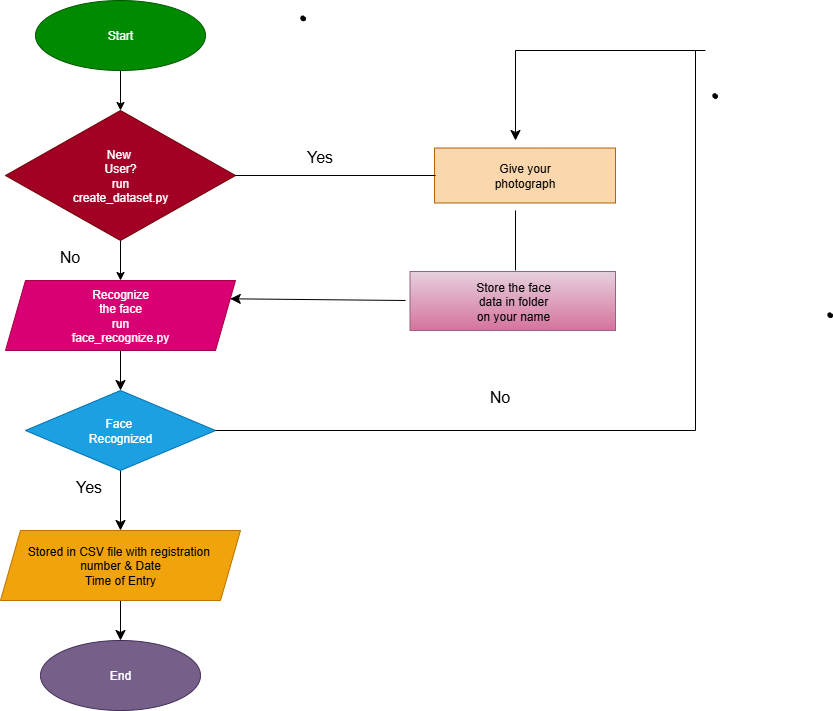 Start
New
User?
run
create_dataset.py
Yes
Give your
photograph
No
Recognize
the face
run
face_recognize.py
Store the face
data in folder
on your name
No
Face
Recognized
Yes
Stored in CSV file with registration
number & Date
Time of Entry
End